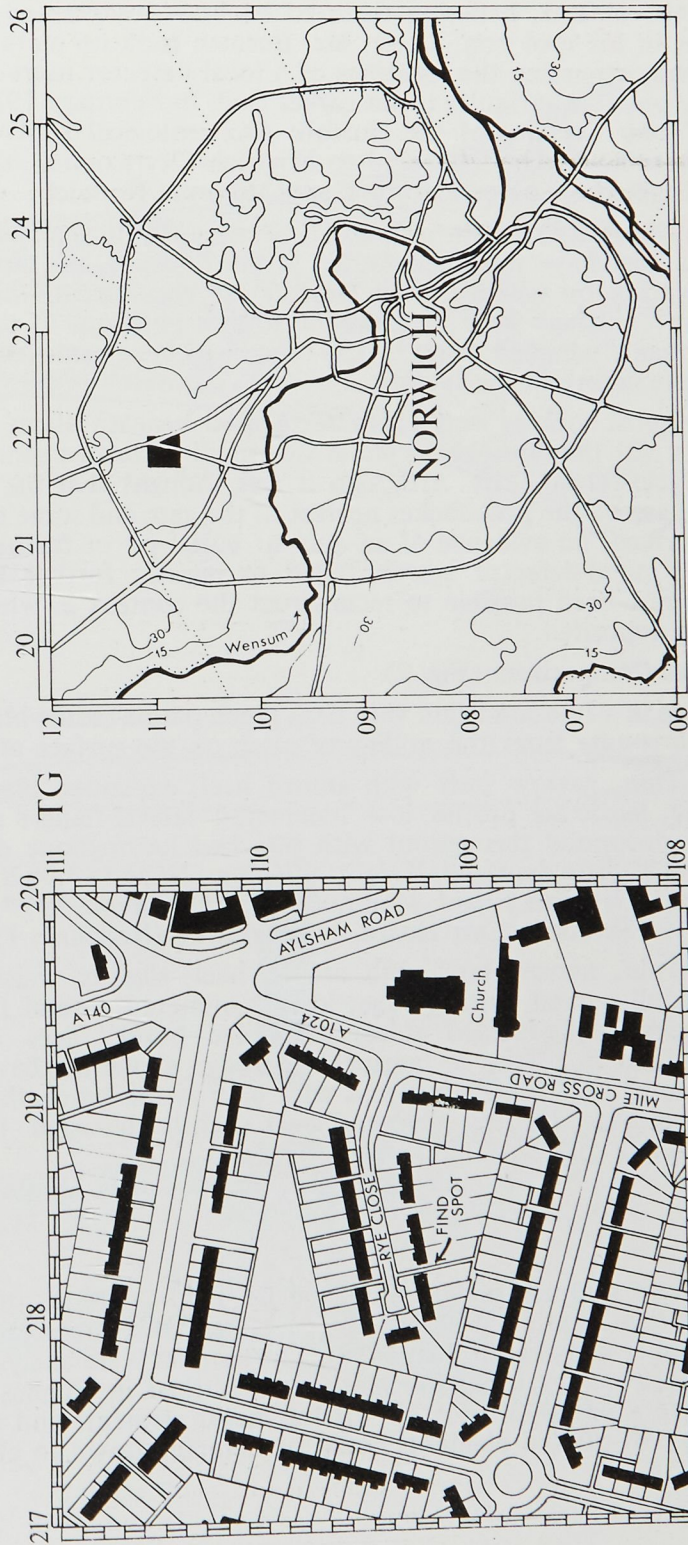 TG
217
218
219
220
111
110
109
108
A140
AYLSHAM ROAD
A1024
Church
MILE CROSS ROAD
RYE CLOSE
FIND
SPOT
20
21
22
23
24
25
26
12
11
10
09
08
07
06
NORWICH
Wensum
30
15
30
30
15
15
30